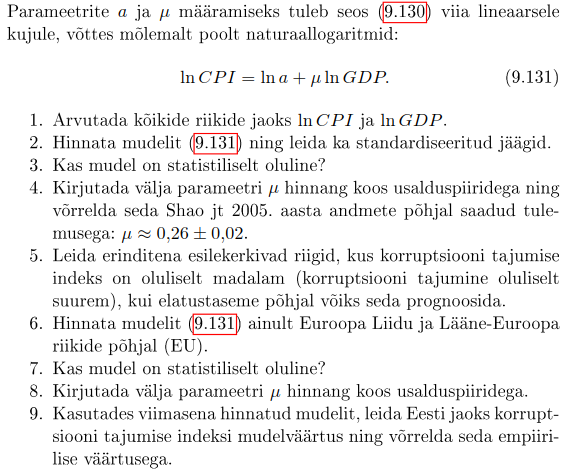 Parameetrite a ja μ määramiseks tuleb seos (9.130) viia lineaarsele
kujule, võttes mõlemalt poolt naturaallogaritmid:
ln CPI = ln a + μ ln GDP. (9.131)
1. Arvutada kõikide riikide jaoks ln CPI ja ln GDP.
2. Hinnata mudelit (9.131) ning leida ka standardiseeritud jäägid.
3. Kas mudel on statistiliselt oluline?
4. Kirjutada välja parameetri μ hinnang koos usalduspiiridega ning
võrrelda seda Shao jt 2005. aasta andmete põhjal saadud tule-
musega: μ ≈ 0,26 ± 0,02.
5. Leida erinditena esilekerkivad riigid, kus korruptsiooni tajumise
indeks on oluliselt madalam (korruptsiooni tajumine oluliselt
suurem), kui elatustaseme põhjal võiks seda prognoosida.
6. Hinnata mudelit (9.131) ainult Euroopa Liidu ja Lääne-Euroopa
riikide põhjal (EU).
7. Kas mudel on statistiliselt oluline?
8. Kirjutada välja parameetri μ hinnang koos usalduspiiridega.
9. Kasutades viimasena hinnatud mudelit, leida Eesti jaoks korrupt-
siooni tajumise indeksi mudelväärtus ning võrrelda seda empiiri-
lise väärtusega.